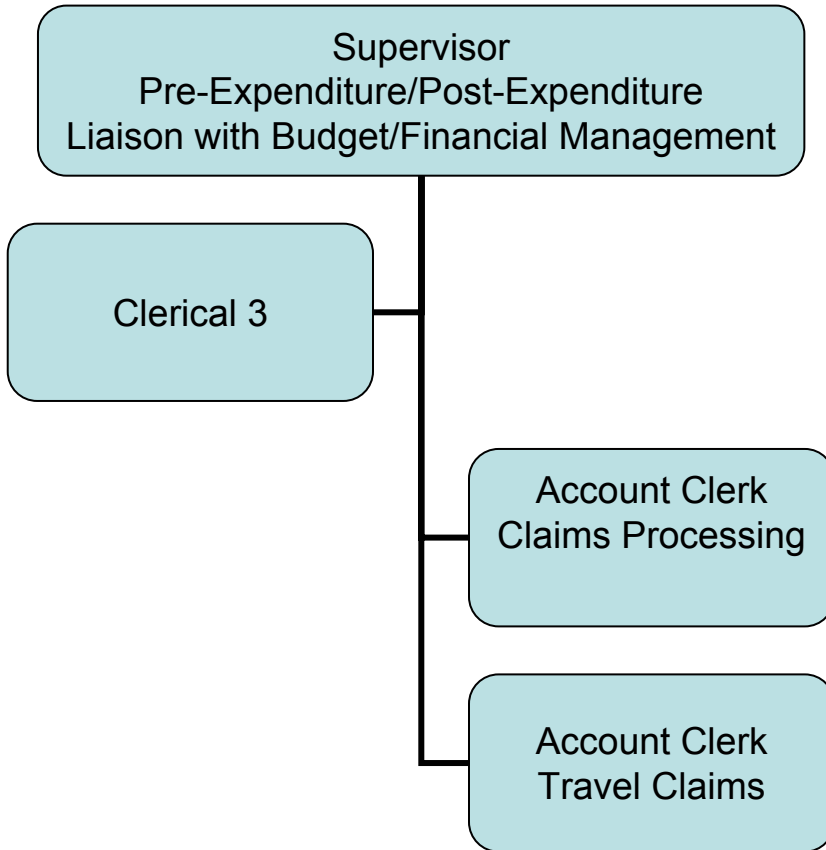 Supervisor
Pre-Expenditure/Post-Expenditure
Liaison with Budget/Financial Management
Clerical 3
Account Clerk
Claims Processing
Account Clerk
Travel Claims